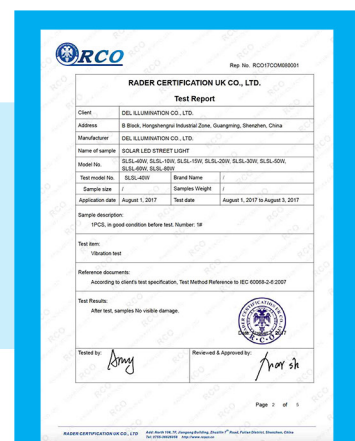 RCO
Rep No. RCO17COM080001
RADER CERTIFICATION UK CO., LTD.
Test Report
Client DEL ILLUMINATION CO., LTD.
Address B Block, Hongshengrui Industrial Zone, Guangming, Shenzhen, China
Manufacturer DEL ILLUMINATION CO., LTD.
Name of sample SOLAR LED STREET LIGHT
Model No. SLSL-40W, SLSL-10W, SLSL-15W, SLSL-20W, SLSL-30W, SLSL-50W,
SLSL-60W, SLSL-80W
Test model No. SLSL-40W Brand Name /
Sample size / Samples Weight /
Application date August 1, 2017 Test date August 1, 2017 to August 3, 2017
Sample description:
1PCS, in good condition before test. Number: 1#
Test item:
Vibration test
Reference documents:
According to client's test specification, Test Method Reference to IEC 60068-2-6:2007
Test Results:
After test, samples No visible damage.
Tested by: Amy Reviewed & Approved by:
Page 2 of 5
RADER CERTIFICATION UK CO., LTD